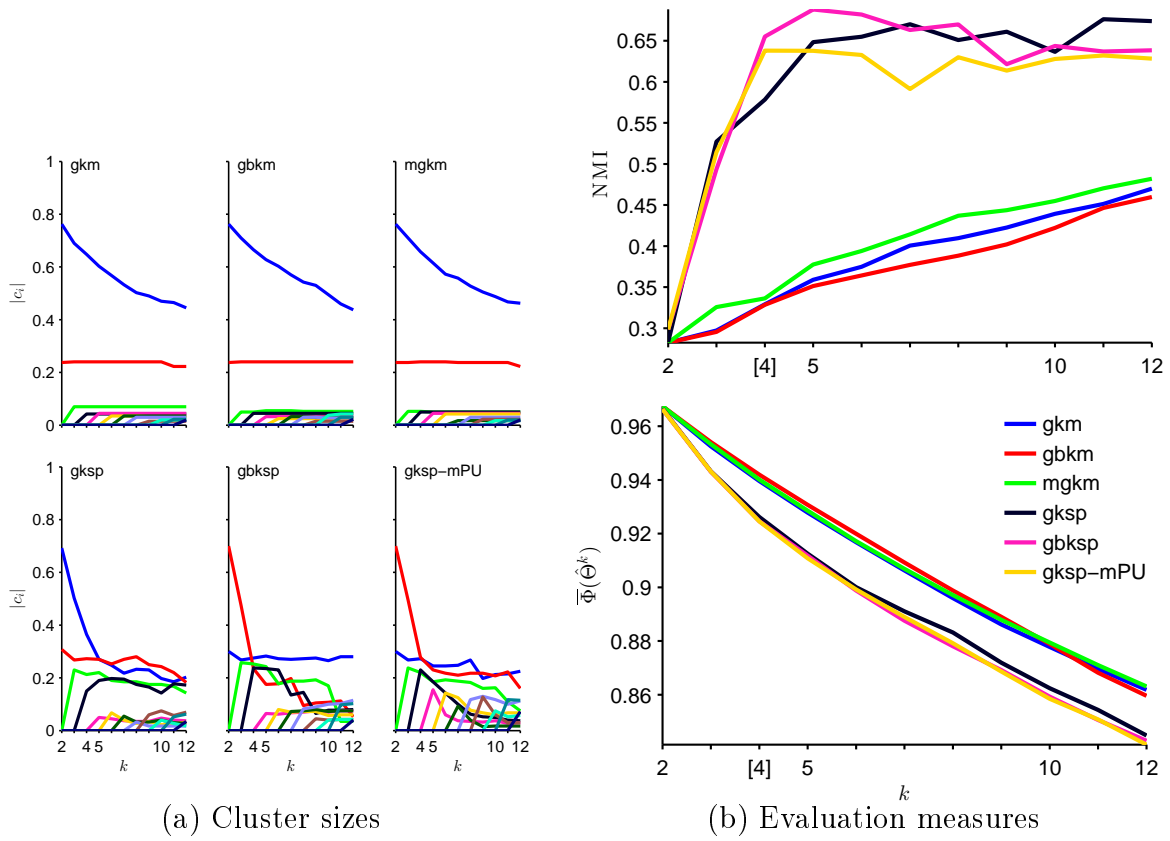 gkm
gbkm
mgkm
1
0.8
0.6
0.4
0.2
0
|c_i|
gksp
gbksp
gksp−mPU
1
0.8
0.6
0.4
0.2
0
|c_i|
2 4 5 10 12
2 4 5 10 12
2 4 5 10 12
k
k
k
(a) Cluster sizes
0.65
0.6
0.55
0.5
0.45
0.4
0.35
0.3
NMI
2 [4] 5 10 12
0.96
0.94
0.92
0.9
0.88
0.86
\overline{Φ}(\hat{Θ}^k)
gkm
gbkm
mgkm
gksp
gbksp
gksp−mPU
2 [4] 5 10 12
k
(b) Evaluation measures